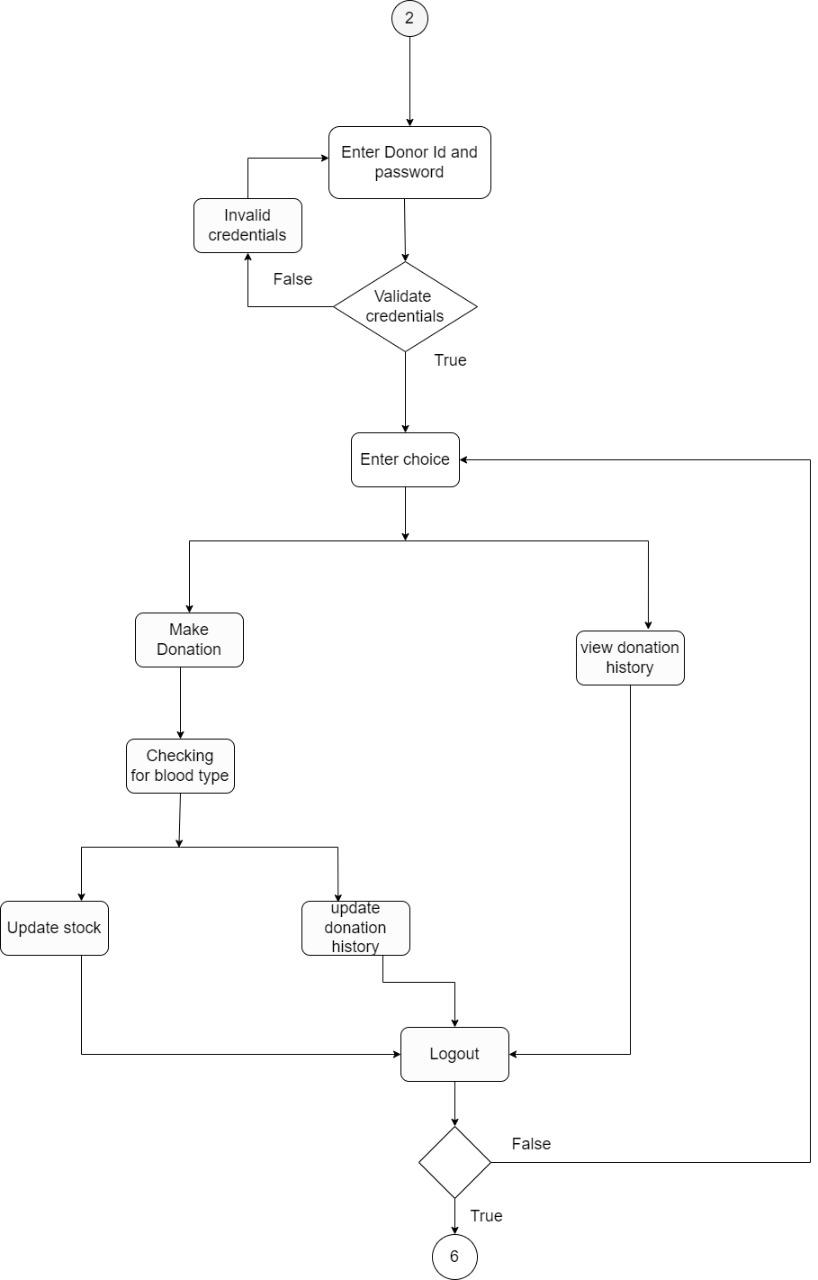 2
Enter Donor Id and
password
Invalid
credentials
False
Validate
credentials
True
Enter choice
Make
Donation
view donation
history
Checking
for blood type
Update stock
update
donation
history
Logout
False
True
6